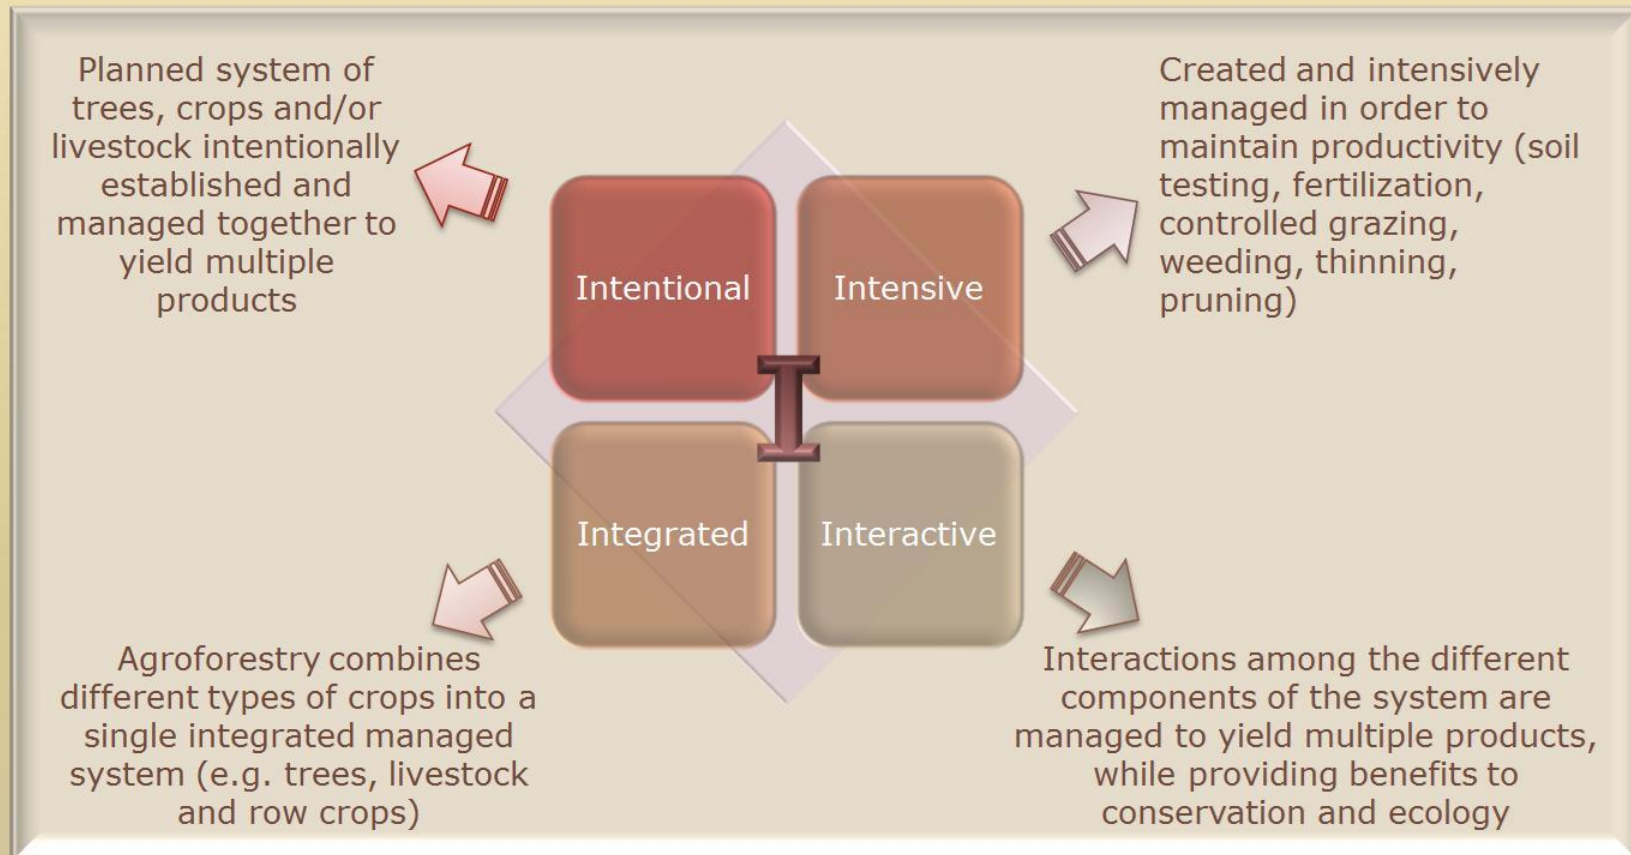 Planned system of
trees, crops and/or
livestock intentionally
established and
managed together to
yield multiple
products
Created and intensively
managed in order to
maintain productivity (soil
testing, fertilization,
controlled grazing,
weeding, thinning,
pruning)
Intentional
Intensive
I
Integrated
Interactive
Agroforestry combines
different types of crops into a
single integrated managed
system (e.g. trees, livestock
and row crops)
Interactions among the different
components of the system are
managed to yield multiple products,
while providing benefits to
conservation and ecology